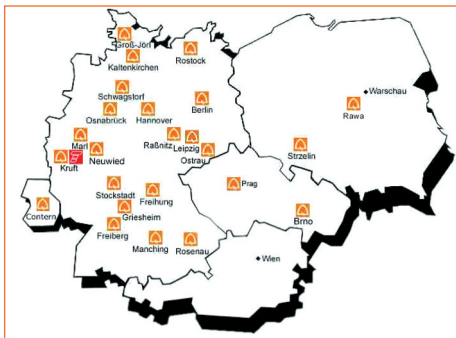 Groß-Jörl
Rostock
Kaltenkirchen
Schwagstorf
Berlin
Warschau
Rawa
Osnabrück
Hannover
Marl
Raßnitz
Leipzig
Strzelin
Neuwied
Ostrau
Kruft
Stockstadt
Freihung
Prag
Contern
Griesheim
Freiberg
Brno
Manching
Rosenau
Wien